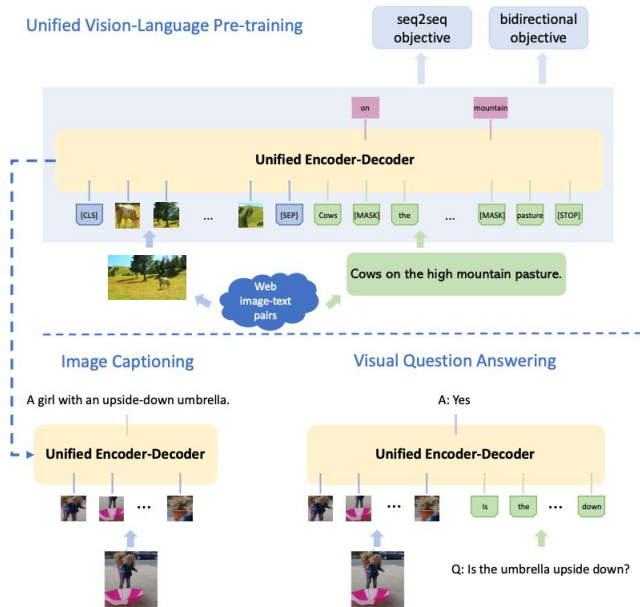 Unified Vision-Language Pre-training
seq2seq
objective
bidirectional
objective
on
mountain
Unified Encoder-Decoder
[CLS]
...
[SEP]
Cows
[MASK]
the
...
[MASK]
pasture
[STOP]
Web
image-text
pairs
Cows on the high mountain pasture.
Image Captioning
A girl with an upside-down umbrella.
Unified Encoder-Decoder
...
Visual Question Answering
A: Yes
Unified Encoder-Decoder
...
Is
the
...
down
Q: Is the umbrella upside down?